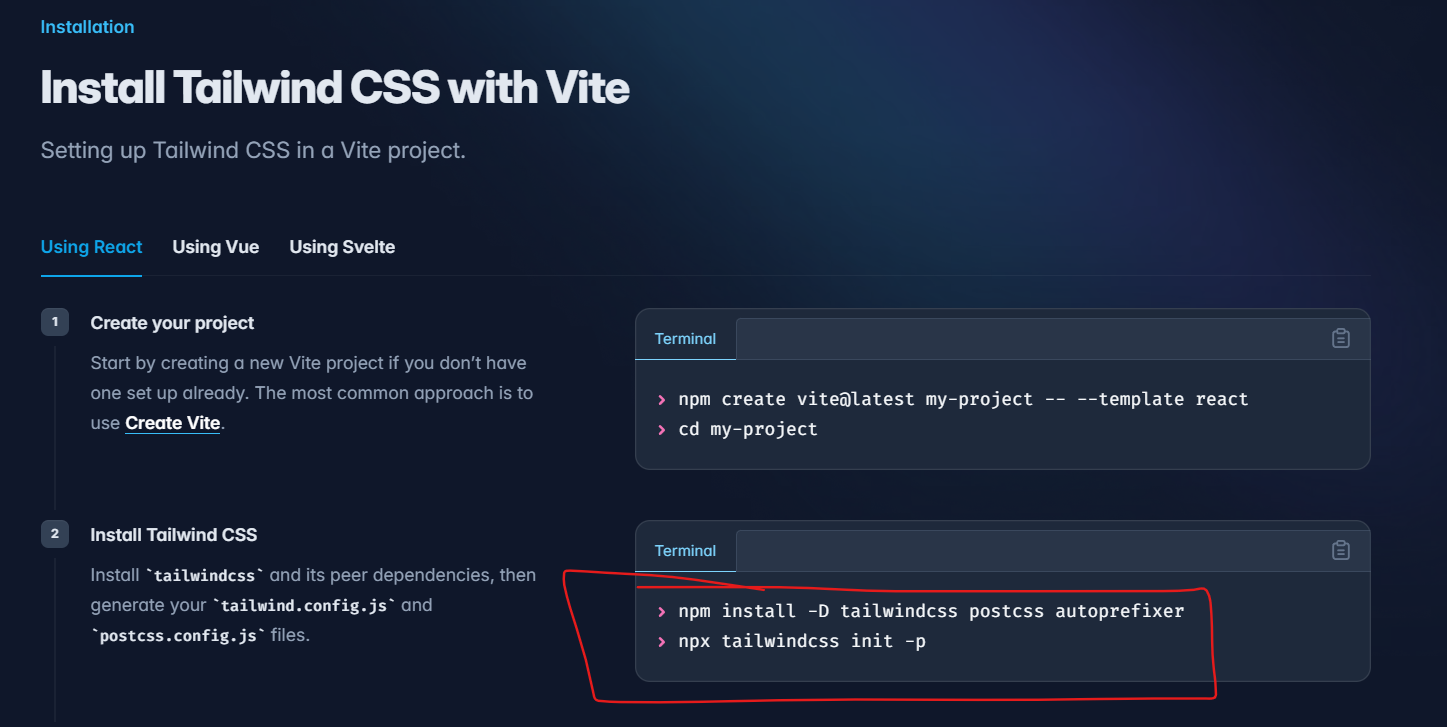 Installation
Install Tailwind CSS with Vite
Setting up Tailwind CSS in a Vite project.
Using React Using Vue Using Svelte
1 Create your project
Start by creating a new Vite project if you don’t have
one set up already. The most common approach is to
use Create Vite.
Terminal
> npm create vite@latest my-project -- --template react
> cd my-project
2 Install Tailwind CSS
Install `tailwindcss` and its peer dependencies, then
generate your `tailwind.config.js` and
`postcss.config.js` files.
Terminal
> npm install -D tailwindcss postcss autoprefixer
> npx tailwindcss init -p